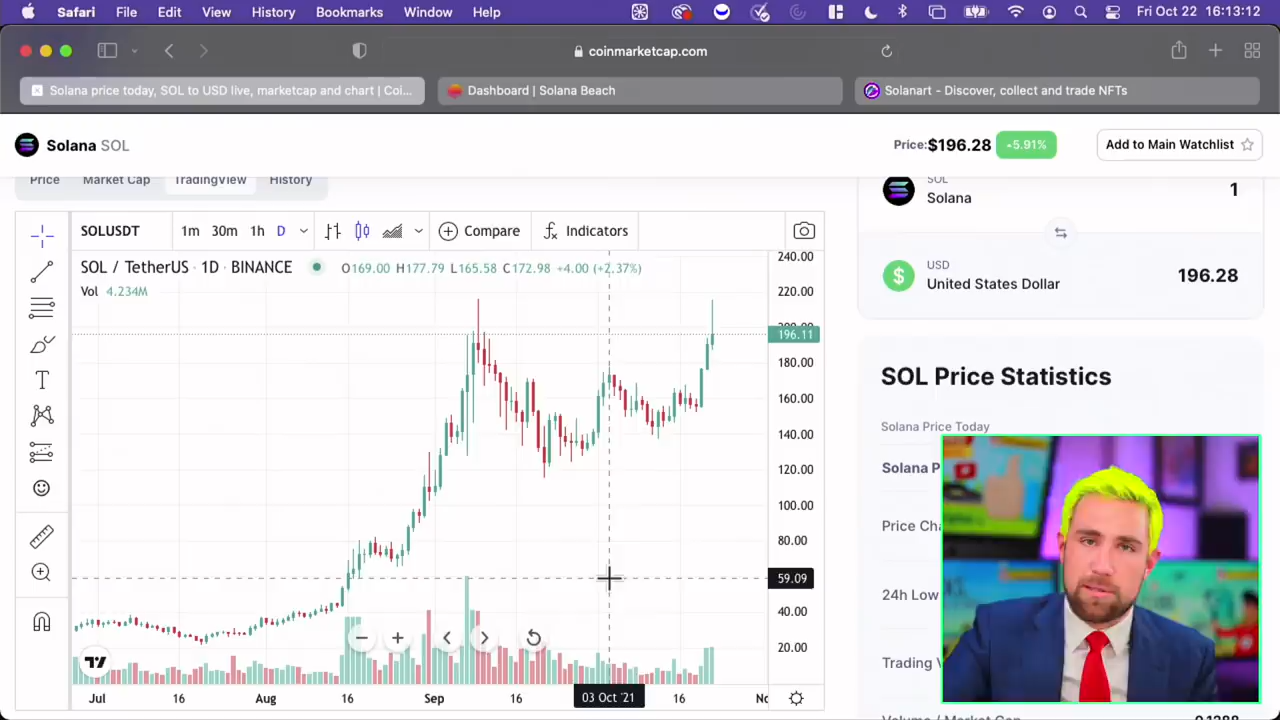 Safari File Edit View History Bookmarks Window Help Fri Oct 22 16:13:12
coinmarketcap.com
Solana price today, SOL to USD live, marketcap and chart | Coi... Dashboard | Solana Beach Solanart - Discover, collect and trade NFTs
Solana SOL Price:$196.28 5.91% Add to Main Watchlist
Price Market Cap TradingView History
SOL 1
Solana
SOLUSDT 1m 30m 1h D Compare Indicators
SOL / TetherUS · 1D · BINANCE O169.00 H177.79 L165.58 C172.98 +4.00 (+2.37%)
Vol 4.234M
USD
United States Dollar 196.28
240.00
220.00
200.00
196.11
180.00
160.00
140.00
120.00
100.00
80.00
59.09
40.00
20.00
Jul 16 Aug 16 Sep 16 03 Oct '21 16
SOL Price Statistics
Solana Price Today
Solana P
Price Cha
24h Low
Trading
Volume / Market Cap